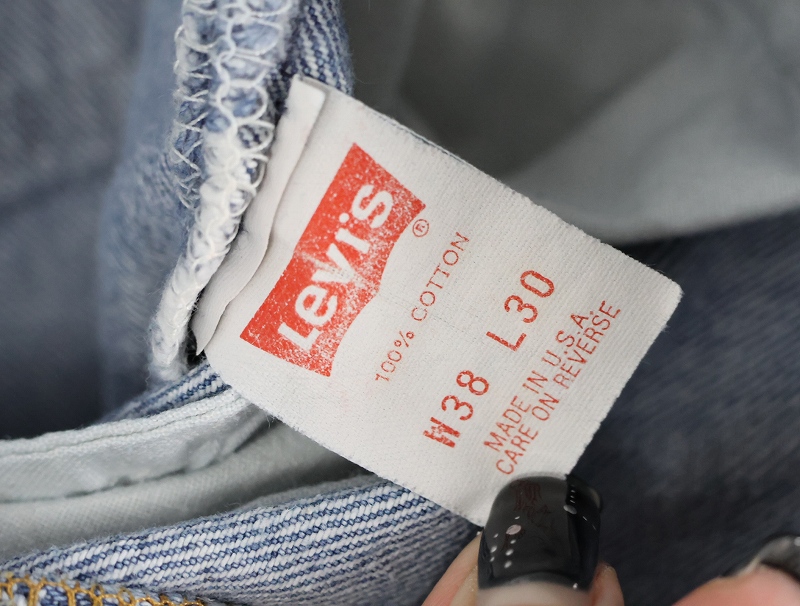 Levi's®
100% COTTON
W38 L30
MADE IN U.S.A.
CARE ON REVERSE